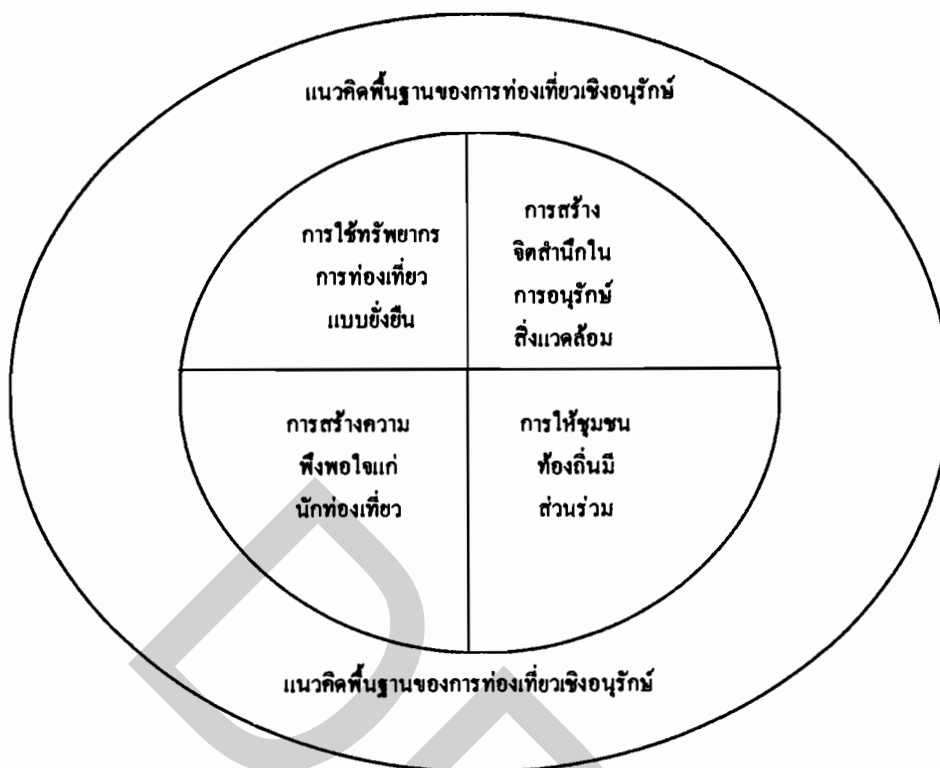 แนวคิดพื้นฐานของการท่องเที่ยวเชิงอนุรักษ์
การใช้ทรัพยากร
การท่องเที่ยว
แบบยั่งยืน
การสร้าง
จิตสำนึกใน
การอนุรักษ์
สิ่งแวดล้อม
การสร้างความ
พึงพอใจแก่
นักท่องเที่ยว
การให้ชุมชน
ท้องถิ่นมี
ส่วนร่วม
แนวคิดพื้นฐานของการท่องเที่ยวเชิงอนุรักษ์